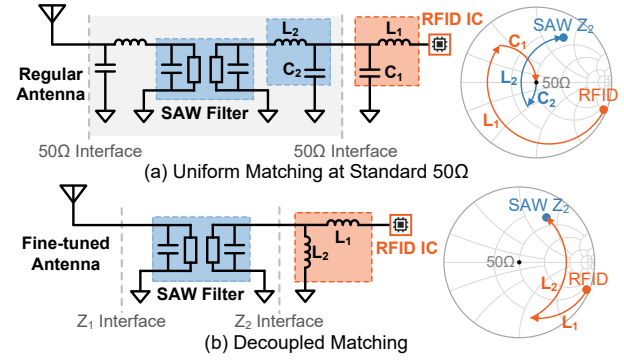 RFID IC
L₂
L₁
C₂
C₁
Regular
Antenna
SAW Filter
50Ω Interface
50Ω Interface
SAW Z₂
C₁
L₂
50Ω
C₂
L₁
RFID
(a) Uniform Matching at Standard 50Ω
Fine-tuned
Antenna
SAW Filter
L₁
L₂
RFID IC
Z₁ Interface
Z₂ Interface
SAW Z₂
50Ω
L₂
RFID
L₁
(b) Decoupled Matching